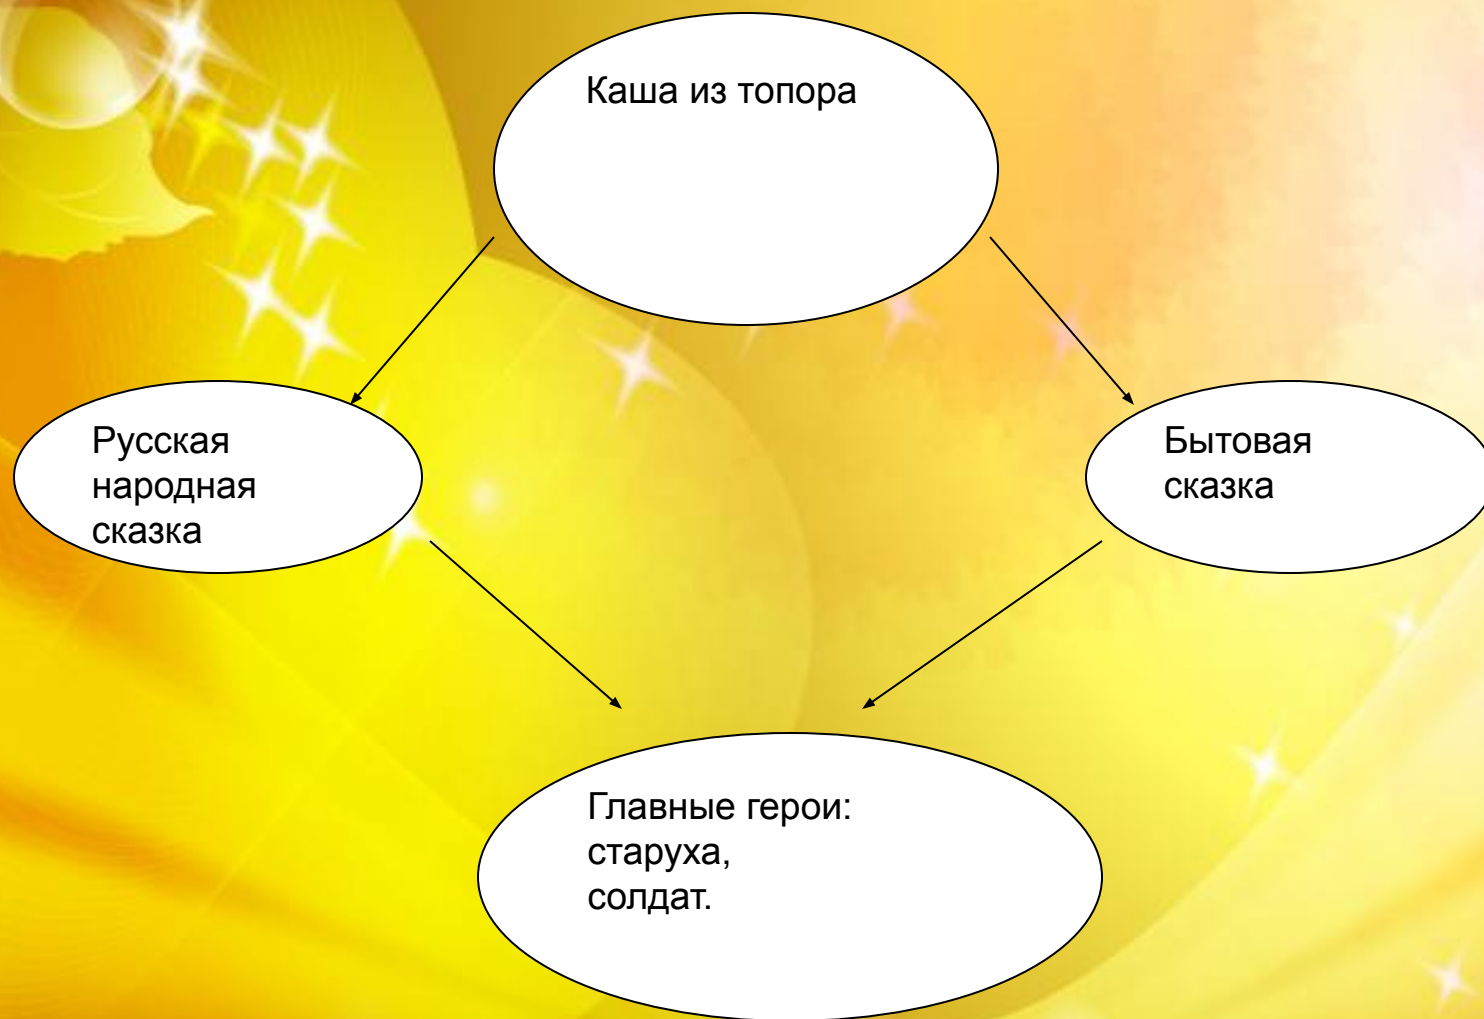 Каша из топора
Русская
народная
сказка
Бытовая
сказка
Главные герои:
старуха,
солдат.